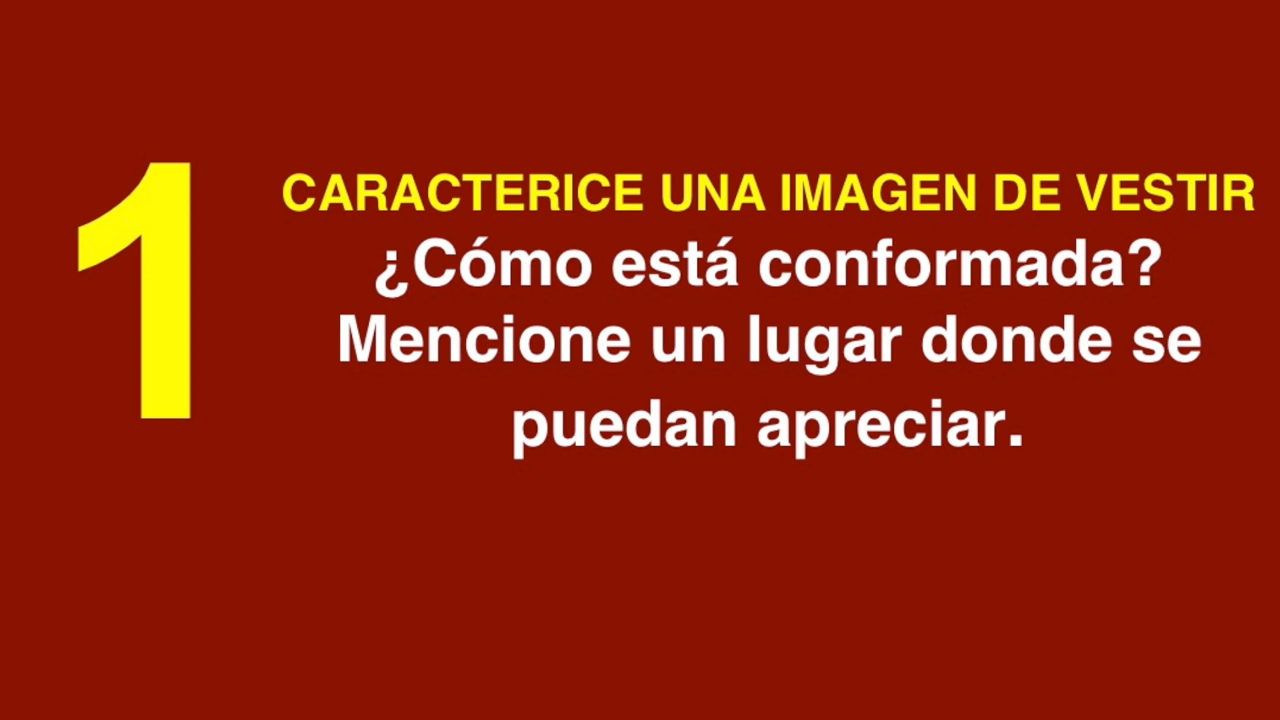 1
CARACTERICE UNA IMAGEN DE VESTIR
¿Cómo está conformada?
Mencione un lugar donde se
puedan apreciar.